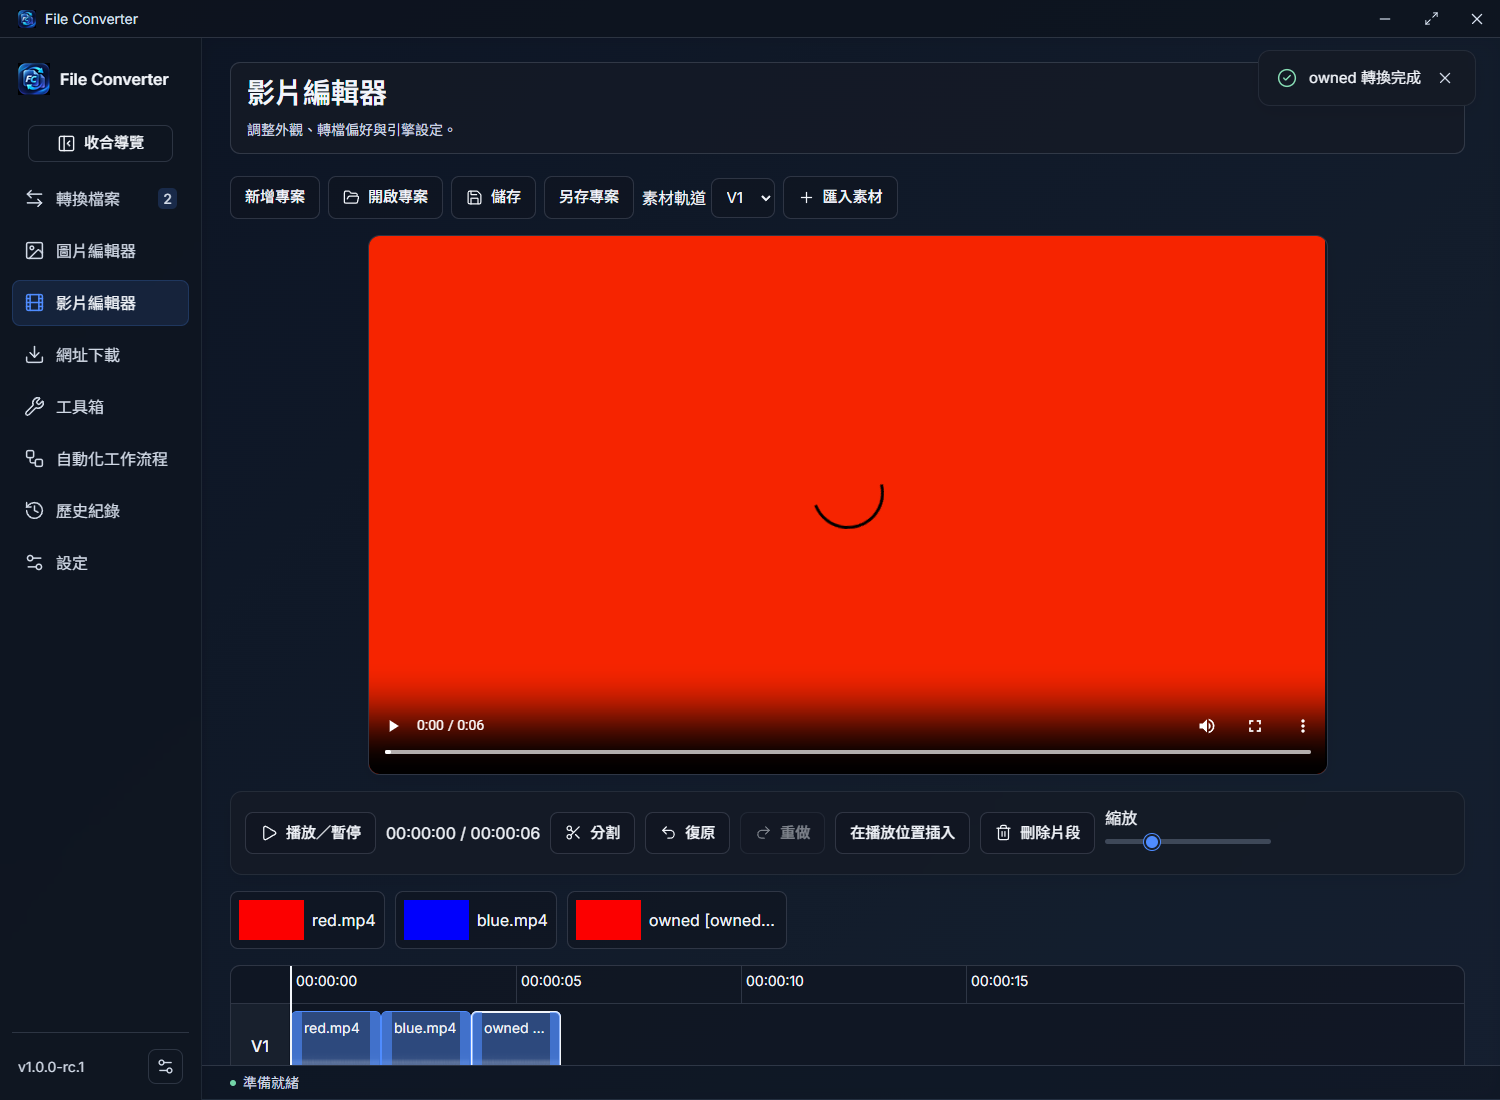 File Converter
File Converter
收合導覽
轉換檔案 2
圖片編輯器
影片編輯器
網址下載
工具箱
自動化工作流程
歷史紀錄
設定
v1.0.0-rc.1
影片編輯器
調整外觀、轉檔偏好與引擎設定。
owned 轉換完成
新增專案 開啟專案 儲存 另存專案 素材軌道 V1 匯入素材
0:00 / 0:06
播放／暫停 00:00:00 / 00:00:06 分割 復原 重做 在播放位置插入 刪除片段 縮放
red.mp4 blue.mp4 owned [owned...
00:00:00 00:00:05 00:00:10 00:00:15
V1 red.mp4 blue.mp4 owned ...
準備就緒